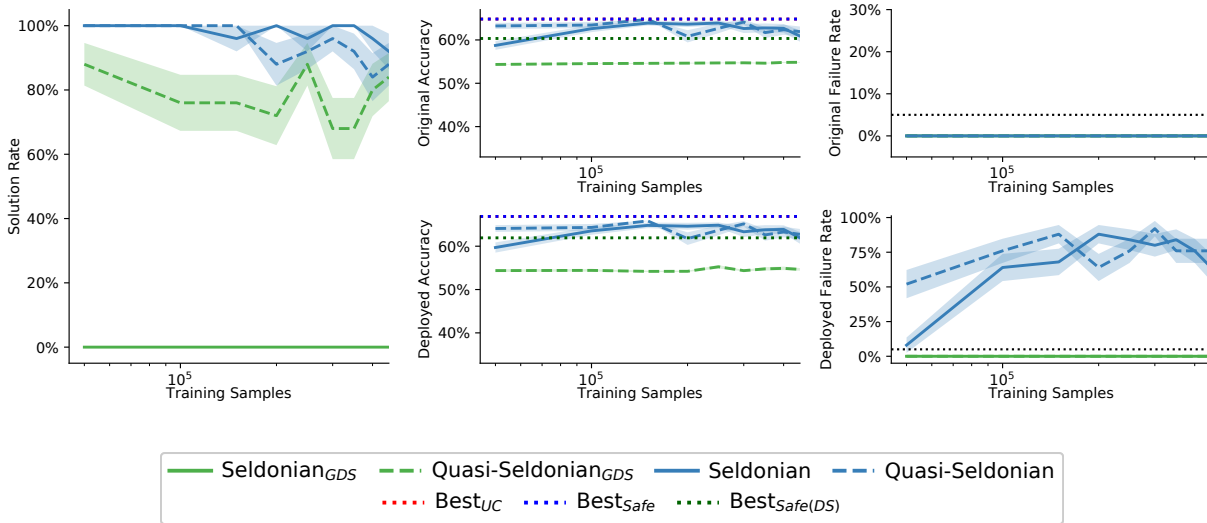 100%
80%
60%
40%
20%
0%
Solution Rate
10^5
Training Samples
60%
40%
Original Accuracy
10^5
Training Samples
30%
20%
10%
0%
Original Failure Rate
10^5
Training Samples
60%
40%
Deployed Accuracy
10^5
Training Samples
100%
75%
50%
25%
0%
Deployed Failure Rate
10^5
Training Samples
Seldonian_GDS Quasi-Seldonian_GDS Seldonian Quasi-Seldonian
Best_UC Best_Safe Best_Safe(DS)